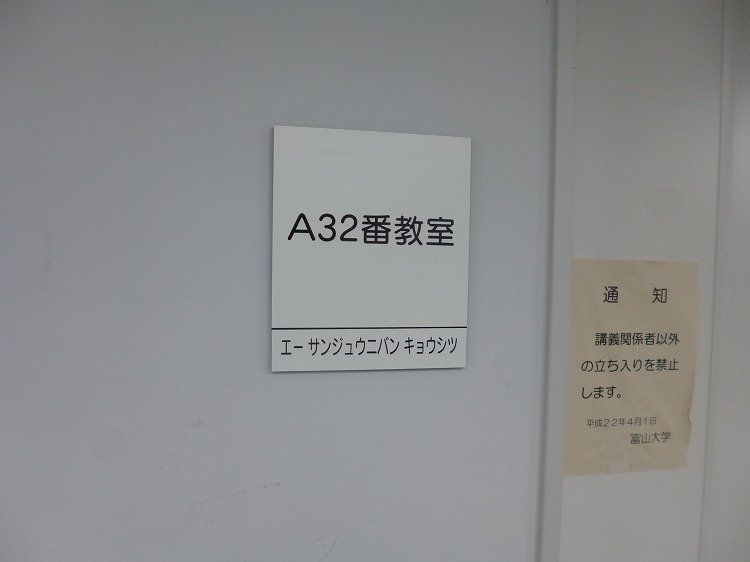 A32番教室
エー サンジュウニバン キョウシツ
通 知
講義関係者以外
の立ち入りを禁止
します。
平成22年4月1日
富山大学